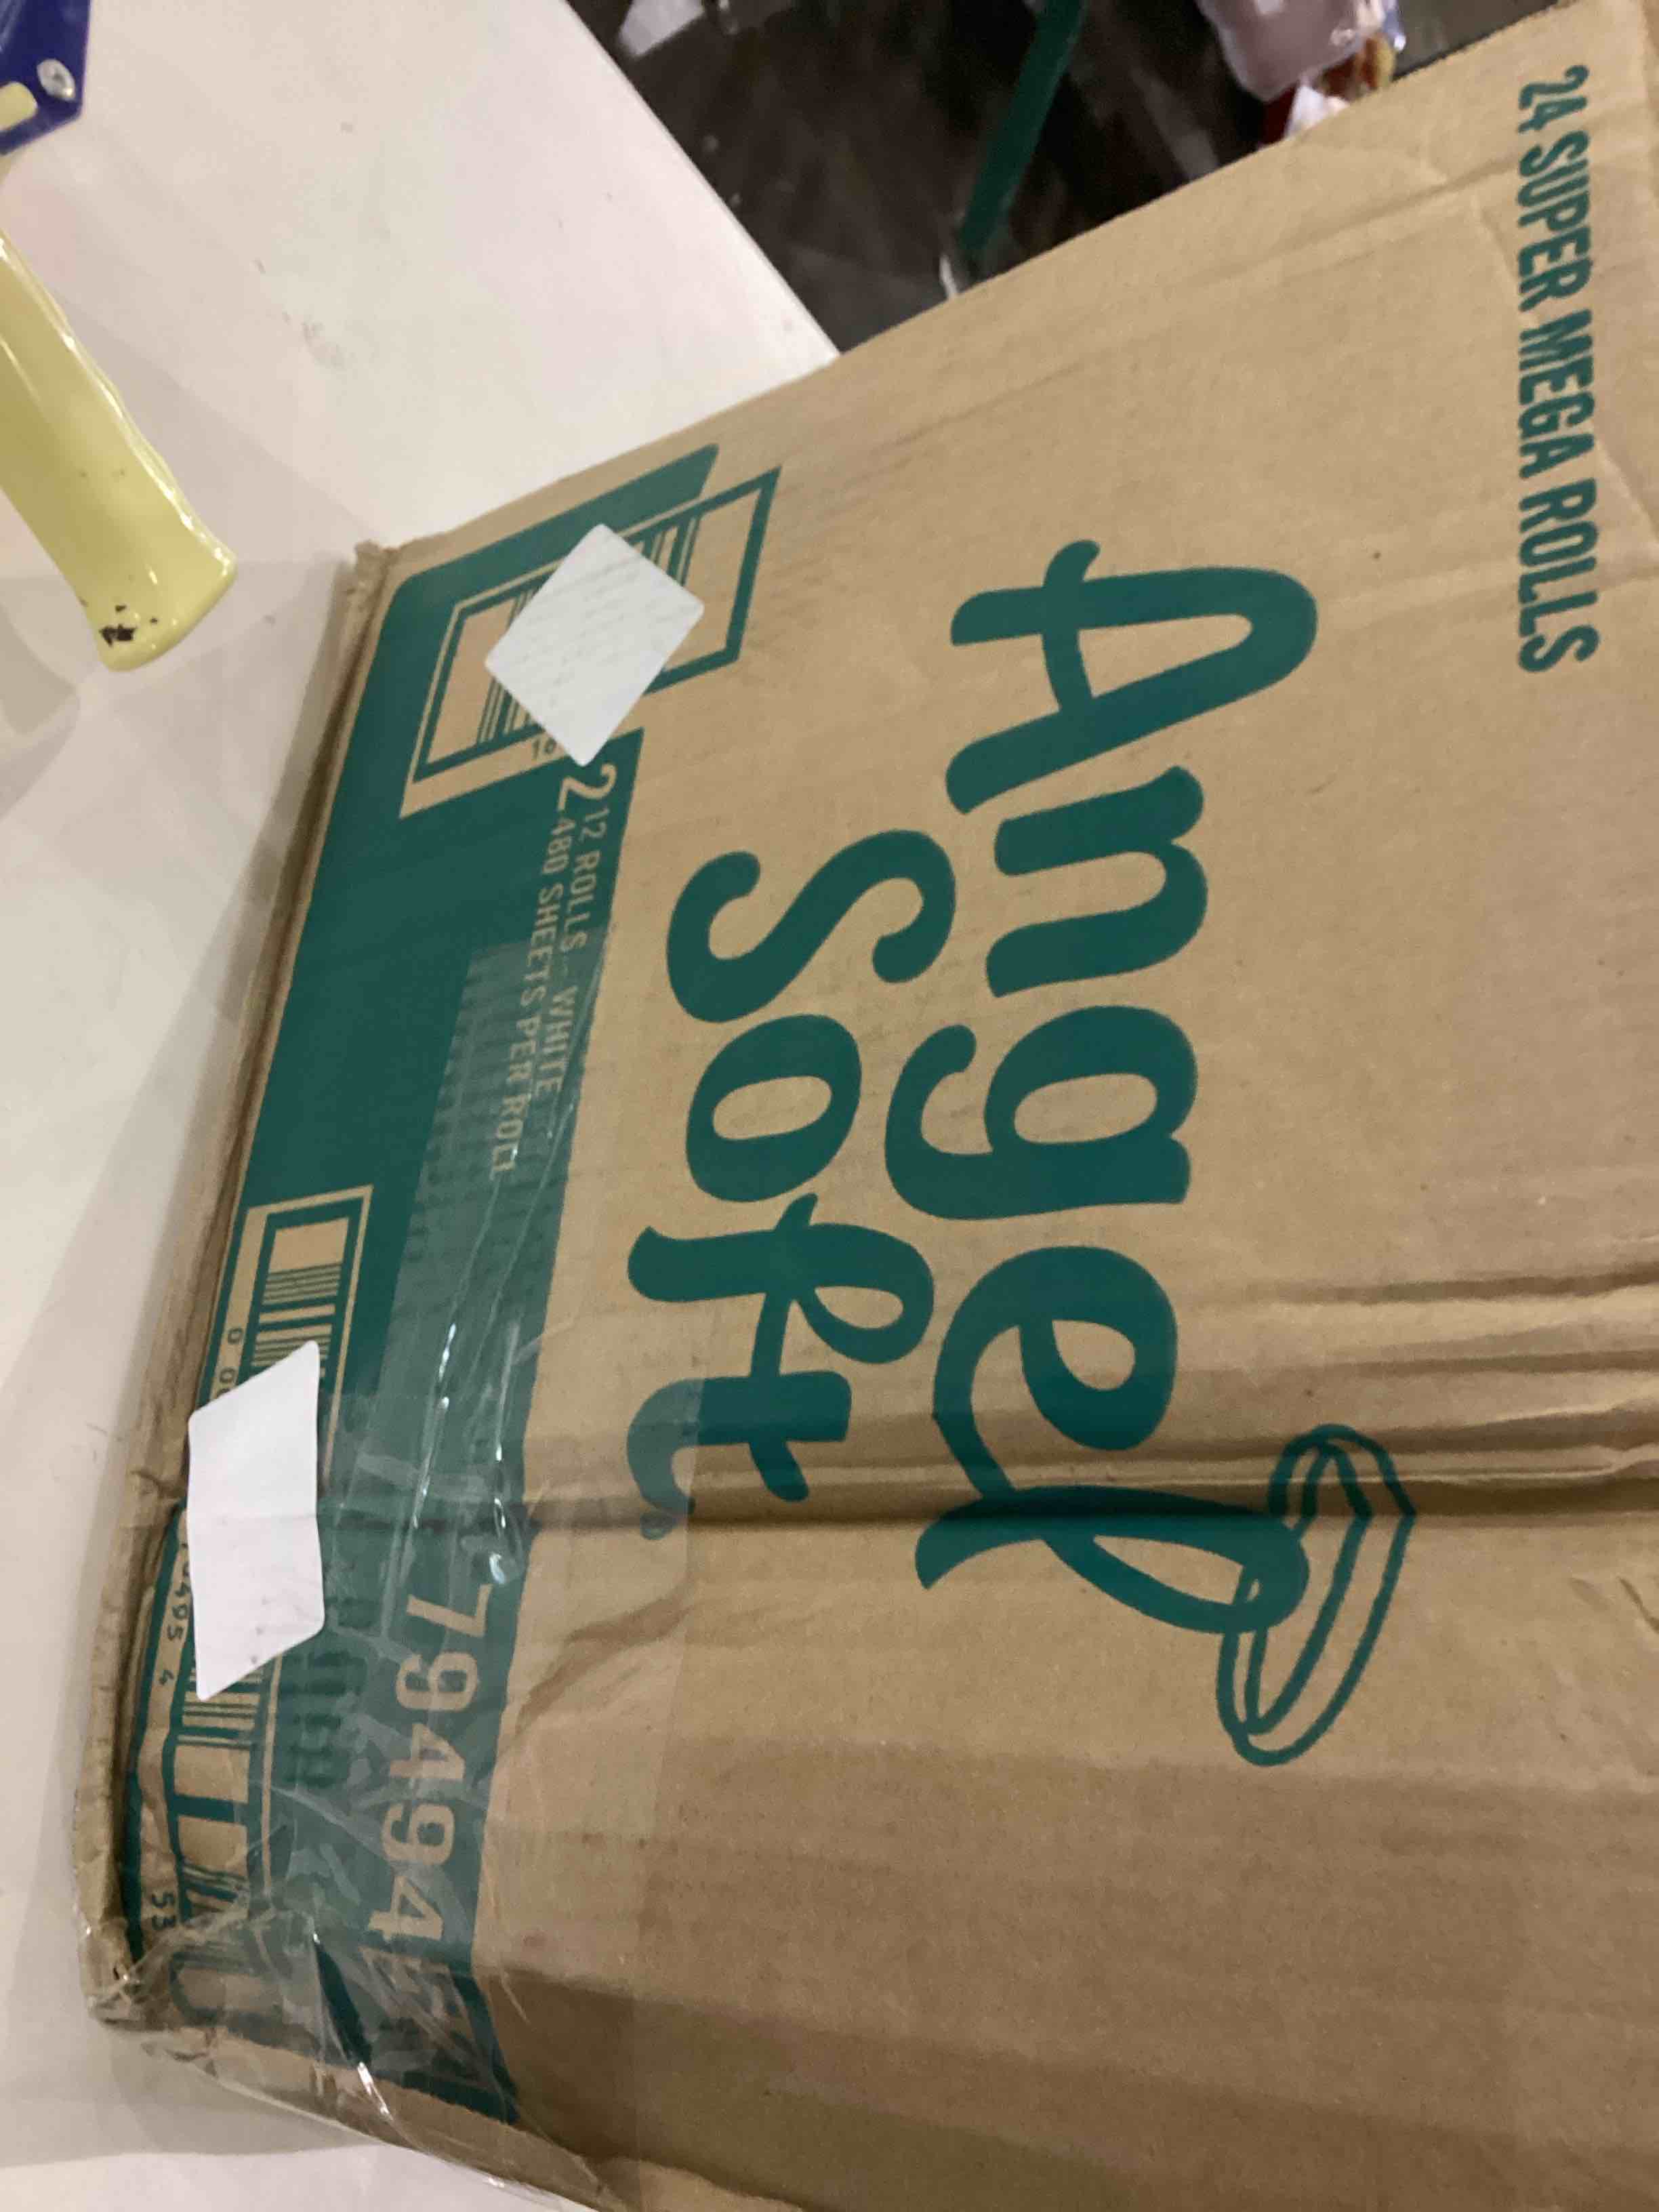 24 SUPER MEGA ROLLS
Angel
Soft
2 12 ROLLS - WHITE
480 SHEETS PER ROLL
79494